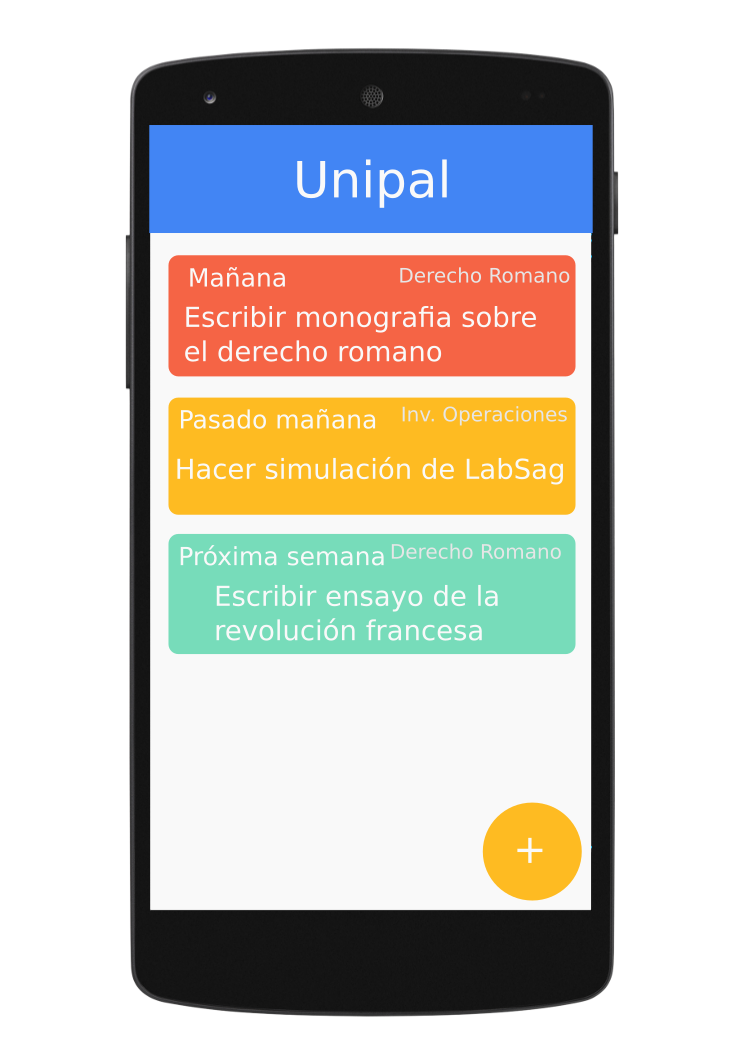 Unipal
Mañana
Derecho Romano
Escribir monografia sobre
el derecho romano
Pasado mañana
Inv. Operaciones
Hacer simulación de LabSag
Próxima semana
Derecho Romano
Escribir ensayo de la
revolución francesa
+